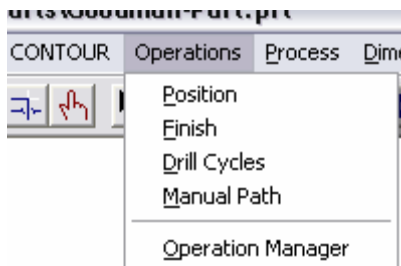 CONTOUR Operations Process
Position
Finish
Drill Cycles
Manual Path
Operation Manager